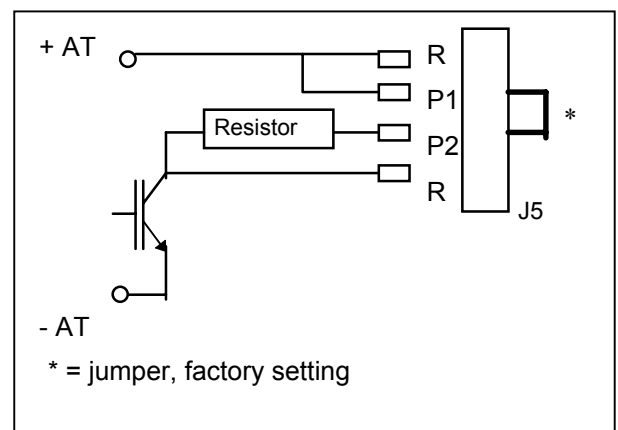 + AT
R
P1
Resistor
P2
*
R
J5
- AT
* = jumper, factory setting